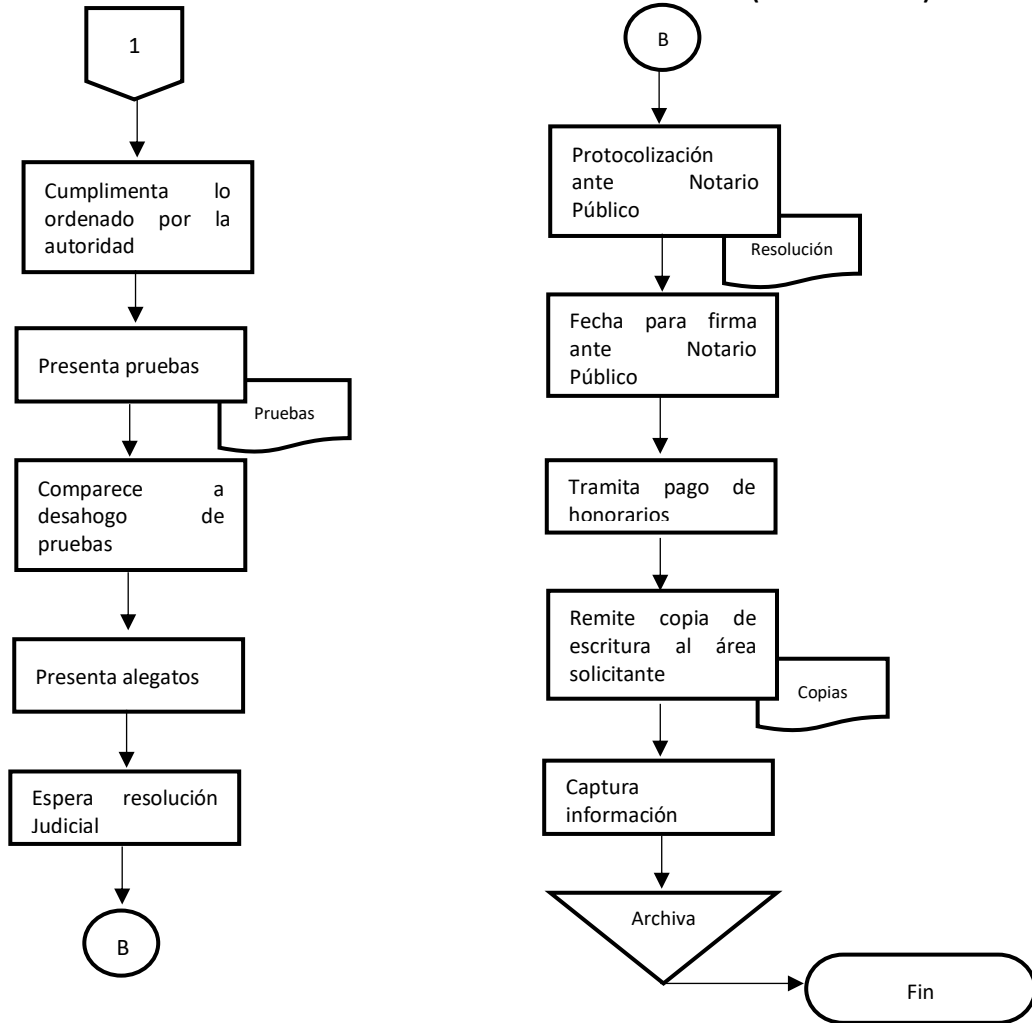 1
Cumplimenta lo
ordenado por la
autoridad
Presenta pruebas
Pruebas
Comparece a
desahogo de
pruebas
Presenta alegatos
Espera resolución
Judicial
B
B
Protocolización
ante Notario
Público
Resolución
Fecha para firma
ante Notario
Público
Tramita pago de
honorarios
Remite copia de
escritura al área
solicitante
Copias
Captura
información
Archiva
Fin